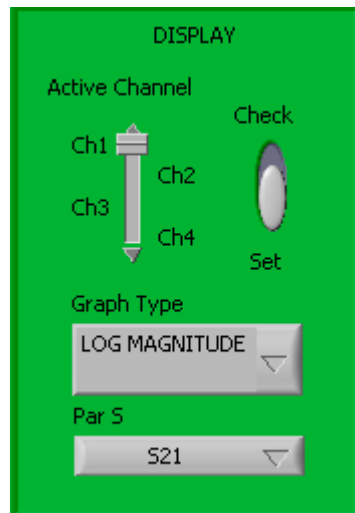 DISPLAY
Active Channel
Check
Ch1
Ch2
Ch3
Ch4
Set
Graph Type
LOG MAGNITUDE
Par S
S21